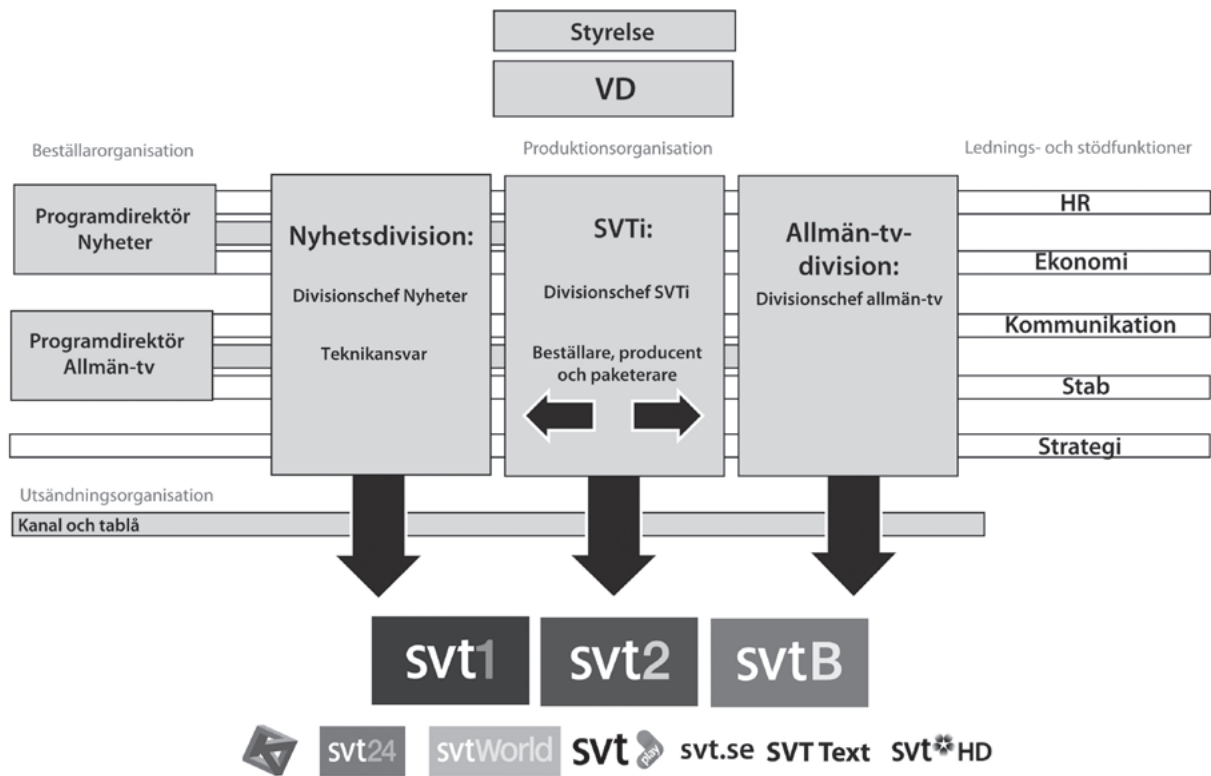 Styrelse
VD
Beställarorganisation
Produktionsorganisation
Lednings- och stödfunktioner
Programdirektör
Nyheter
Programdirektör
Allmän-tv
Nyhetsdivision:
Divisionschef Nyheter
Teknikansvar
SVTi:
Divisionschef SVTi
Beställare, producent
och paketerare
Allmän-tv-
division:
Divisionschef allmän-tv
HR
Ekonomi
Kommunikation
Stab
Strategi
Utsändningsorganisation
Kanal och tablå
svt1
svt2
svtB
svt24
svtWorld
svt play
svt.se
SVT Text
svt HD